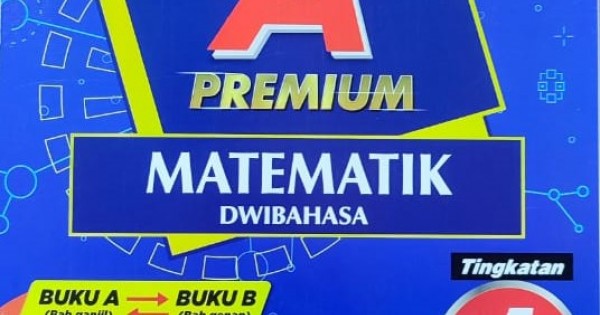 A
PREMIUM
MATEMATIK
DWIBAHASA
Tingkatan
BUKU A BUKU B
(Bab ganjil) (Bab genap)